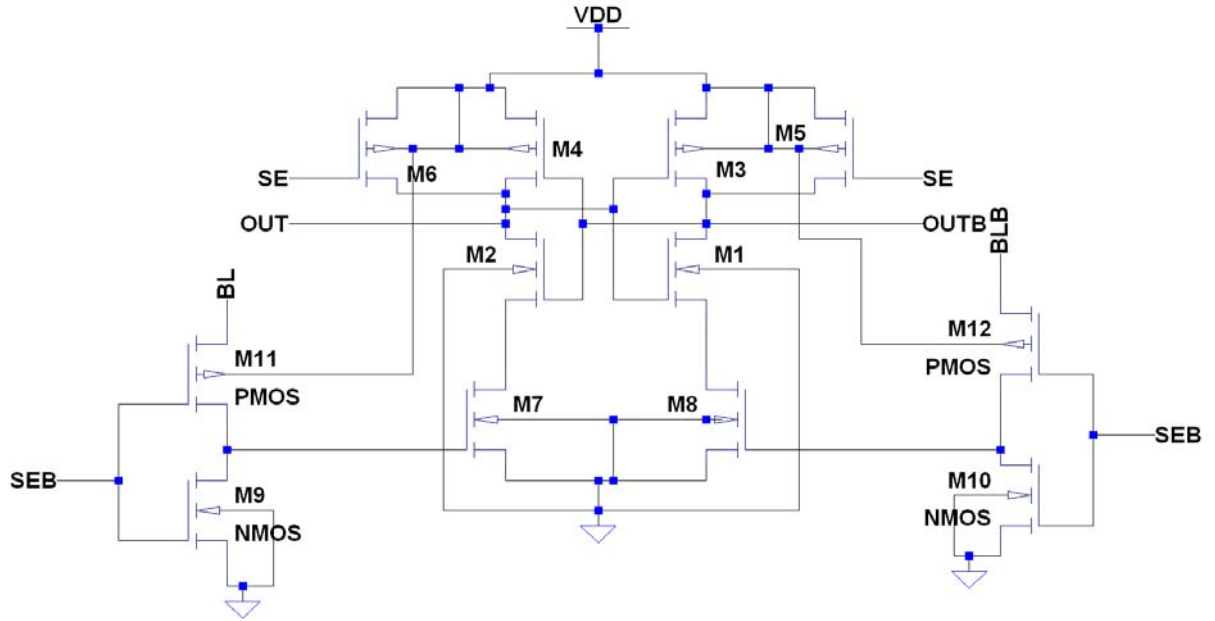 VDD
M4
M5
M6
M3
SE
SE
OUT
OUTB
BLB
M2
M1
BL
M12
M11
PMOS
PMOS
M7
M8
SEB
SEB
M9
M10
NMOS
NMOS